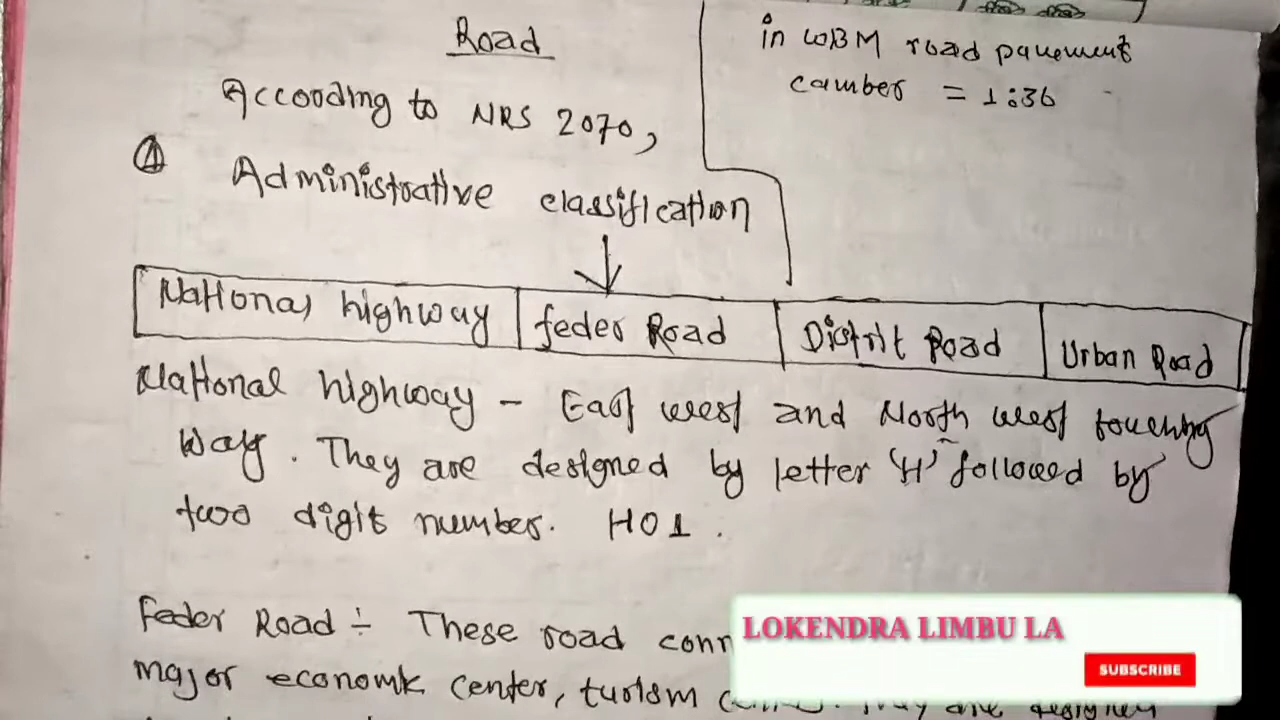 Road
in WBM road pavement
camber = 1:36
According to NRS 2070,
① Administrative classification
National highway
feder Road
Distrit Road
Urban Road
National highway - East west and North west touching
way. They are designed by letter 'H' followed by
two digit number. H01.
Feder Road ÷ These road
major economic center, turism
LOKENDRA LIMBU LA
SUBSCRIBE